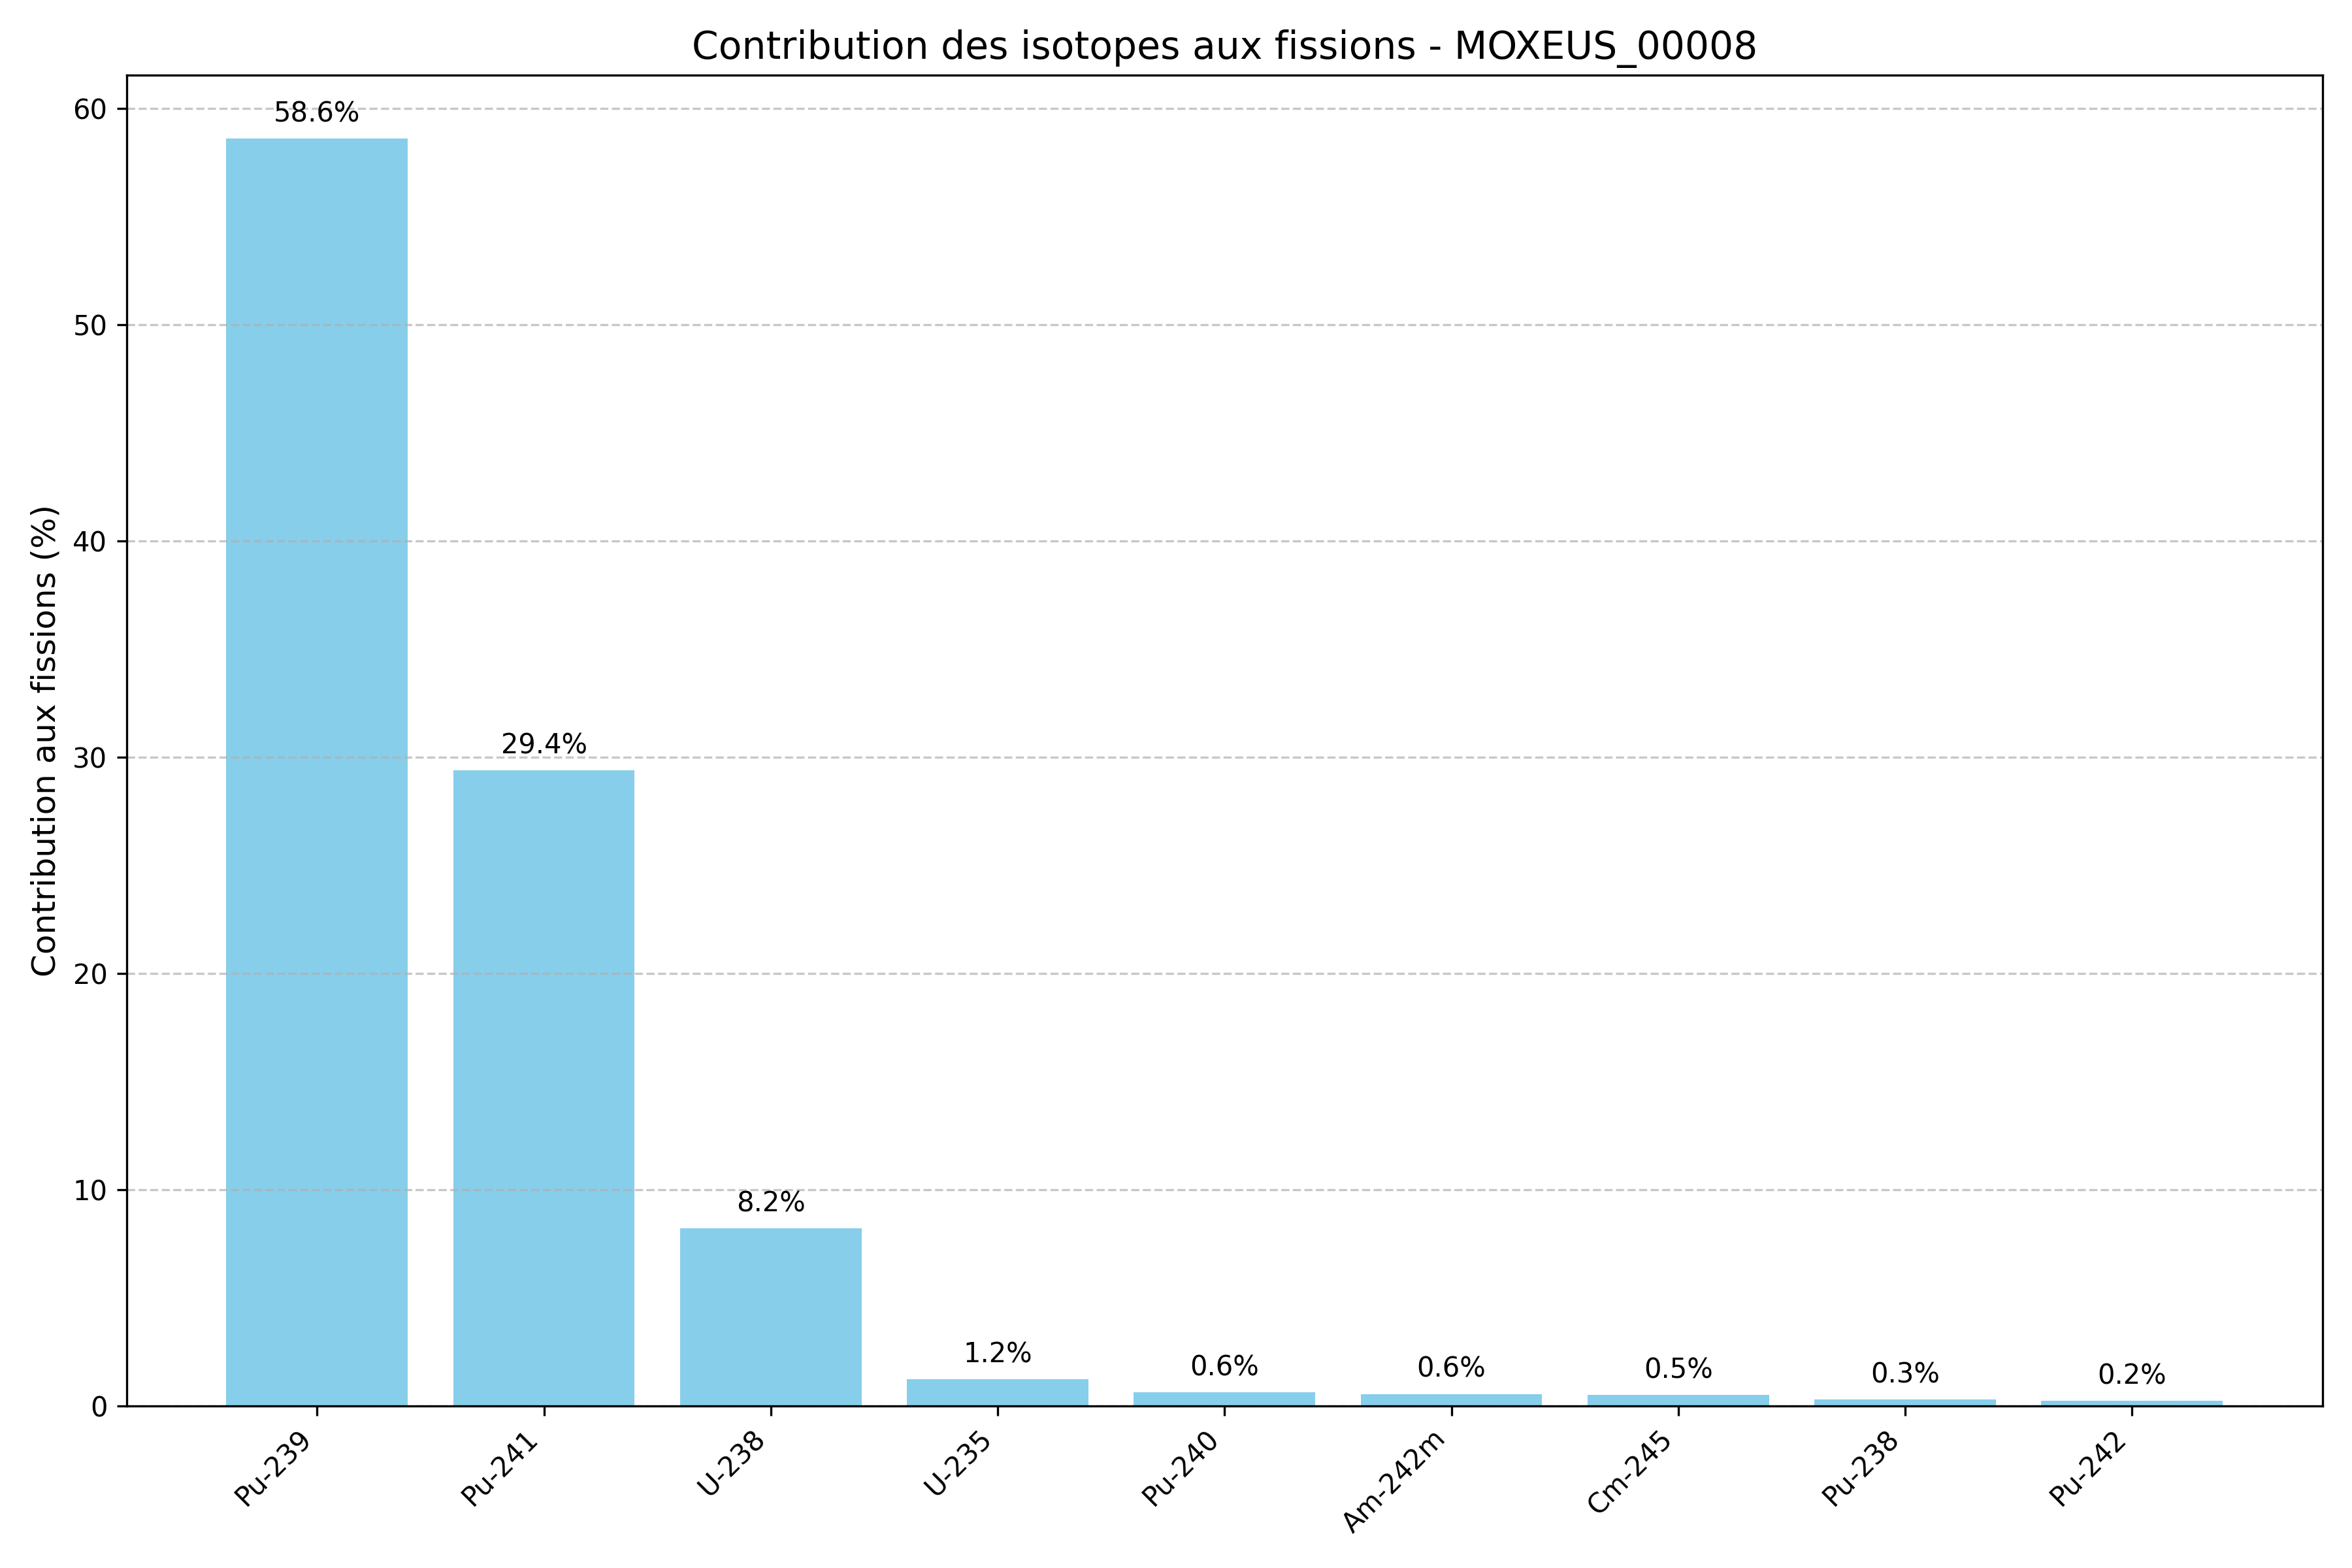 Contribution des isotopes aux fissions - MOXEUS_00008
Contribution aux fissions (%)
60
50
40
30
20
10
0
58.6%
29.4%
8.2%
1.2%
0.6%
0.6%
0.5%
0.3%
0.2%
Pu-239
Pu-241
U-238
U-235
Pu-240
Am-242m
Cm-245
Pu-238
Pu-242